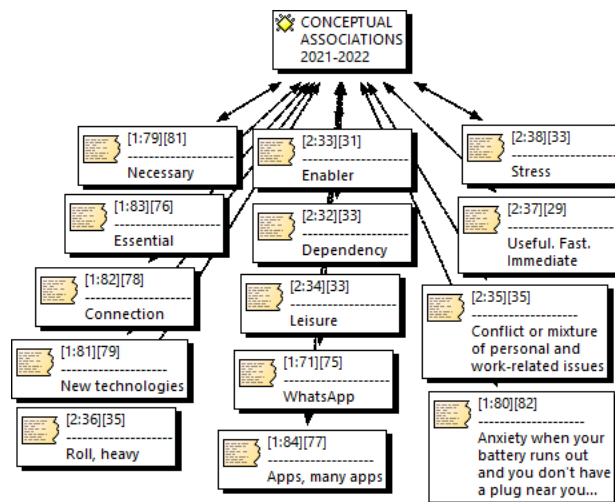 CONCEPTUAL
ASSOCIATIONS
2021-2022
[1:79][81]
--------------------
Necessary
[1:83][76]
--------------------
Essential
[1:82][78]
--------------------
Connection
[1:81][79]
--------------------
New technologies
[2:36][35]
--------------------
Roll, heavy
[2:33][31]
--------------------
Enabler
[2:32][33]
--------------------
Dependency
[2:34][33]
--------------------
Leisure
[1:71][75]
--------------------
WhatsApp
[1:84][77]
--------------------
Apps, many apps
[2:38][33]
--------------------
Stress
[2:37][29]
--------------------
Useful. Fast.
Immediate
[2:35][35]
--------------------
Conflict or mixture
of personal and
work-related issues
[1:80][82]
--------------------
Anxiety when your
battery runs out
and you don't have
a plug near you...